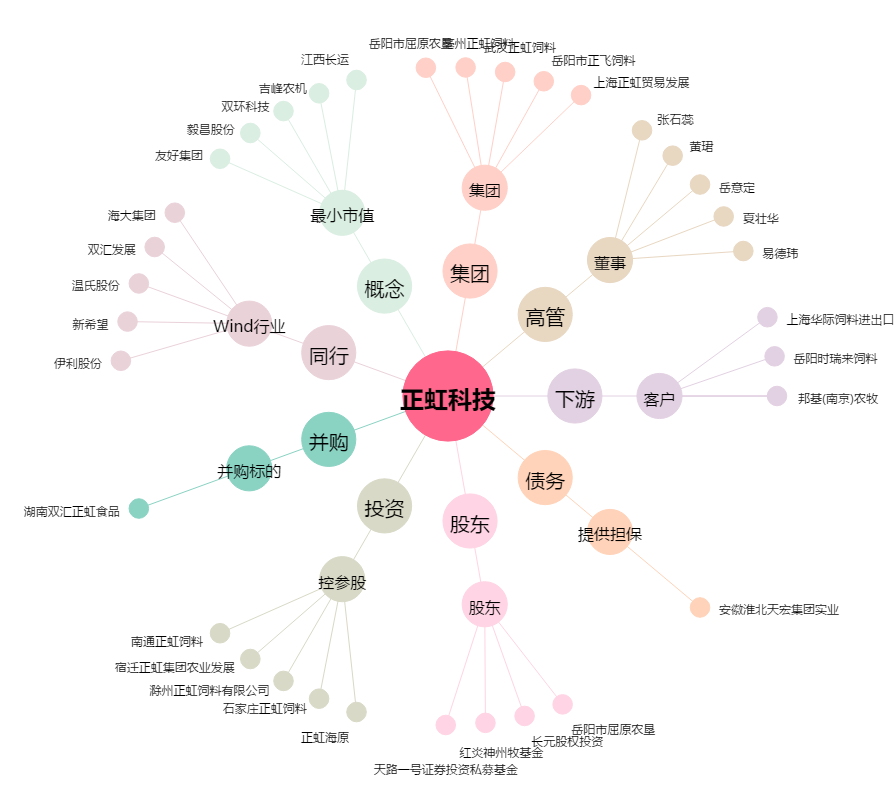 正虹科技
集团
集团
岳阳市屈原农垦
武汉正虹饲料
岳阳市正飞饲料
上海正虹贸易发展
高管
董事
张石蕊
黄珺
岳意定
夏壮华
易德玮
下游
客户
上海华际饲料进出口
岳阳时瑞来饲料
邦基(南京)农牧
债务
提供担保
安徽淮北天宏集团实业
股东
股东
岳阳市屈原农垦
长元股权投资
红炎神州牧基金
天路一号证券投资私募基金
投资
控参股
正虹海原
石家庄正虹饲料
滁州正虹饲料有限公司
宿迁正虹集团农业发展
南通正虹饲料
并购
并购标的
湖南双汇正虹食品
同行
Wind行业
伊利股份
新希望
温氏股份
双汇发展
海大集团
概念
最小市值
友好集团
毅昌股份
双环科技
吉峰农机
江西长运